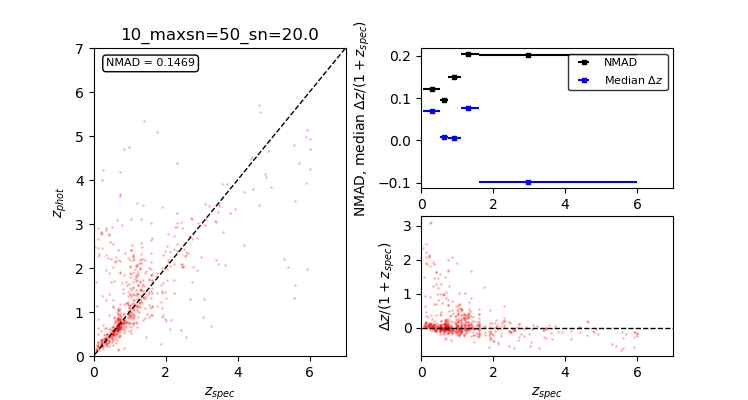 10_maxsn=50_sn=20.0
NMAD = 0.1469
7
6
5
4
3
2
1
0
z_phot
0 2 4 6
z_spec
NMAD, median Δz/(1 + z_spec)
0.2
0.1
0.0
−0.1
NMAD
Median Δz
0 2 4 6
Δz/(1 + z_spec)
3
2
1
0
0 2 4 6
z_spec